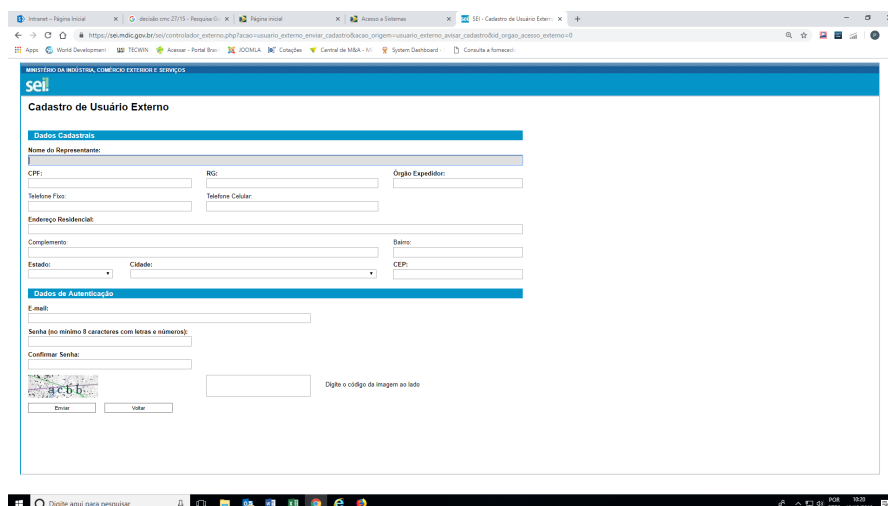 Intranet – Página Inicial
decisão cmc 27/15 - Pesquisa G
Página inicial
Acesso a Sistemas
SEI - Cadastro de Usuário Extern
https://sei.mdic.gov.br/sei/controlador_externo.php?acao=usuario_externo_enviar_cadastro&acao_origem=usuario_externo_avisar_cadastro&id_orgao_acesso_externo=0
Apps World Development TECWIN Acessar - Portal Bras JOOMLA Cotações Central de M&A - M System Dashboard - Consulta a forneced
MINISTÉRIO DA INDÚSTRIA, COMÉRCIO EXTERIOR E SERVIÇOS
sei!
Cadastro de Usuário Externo
Dados Cadastrais
Nome do Representante:
CPF: RG: Órgão Expedidor:
Telefone Fixo: Telefone Celular:
Endereço Residencial:
Complemento: Bairro:
Estado: Cidade: CEP:
Dados de Autenticação
E-mail:
Senha (no mínimo 8 caracteres com letras e números):
Confirmar Senha:
acbb Digite o código da imagem ao lado
Enviar Voltar
Digite aqui para pesquisar
POR 10:20